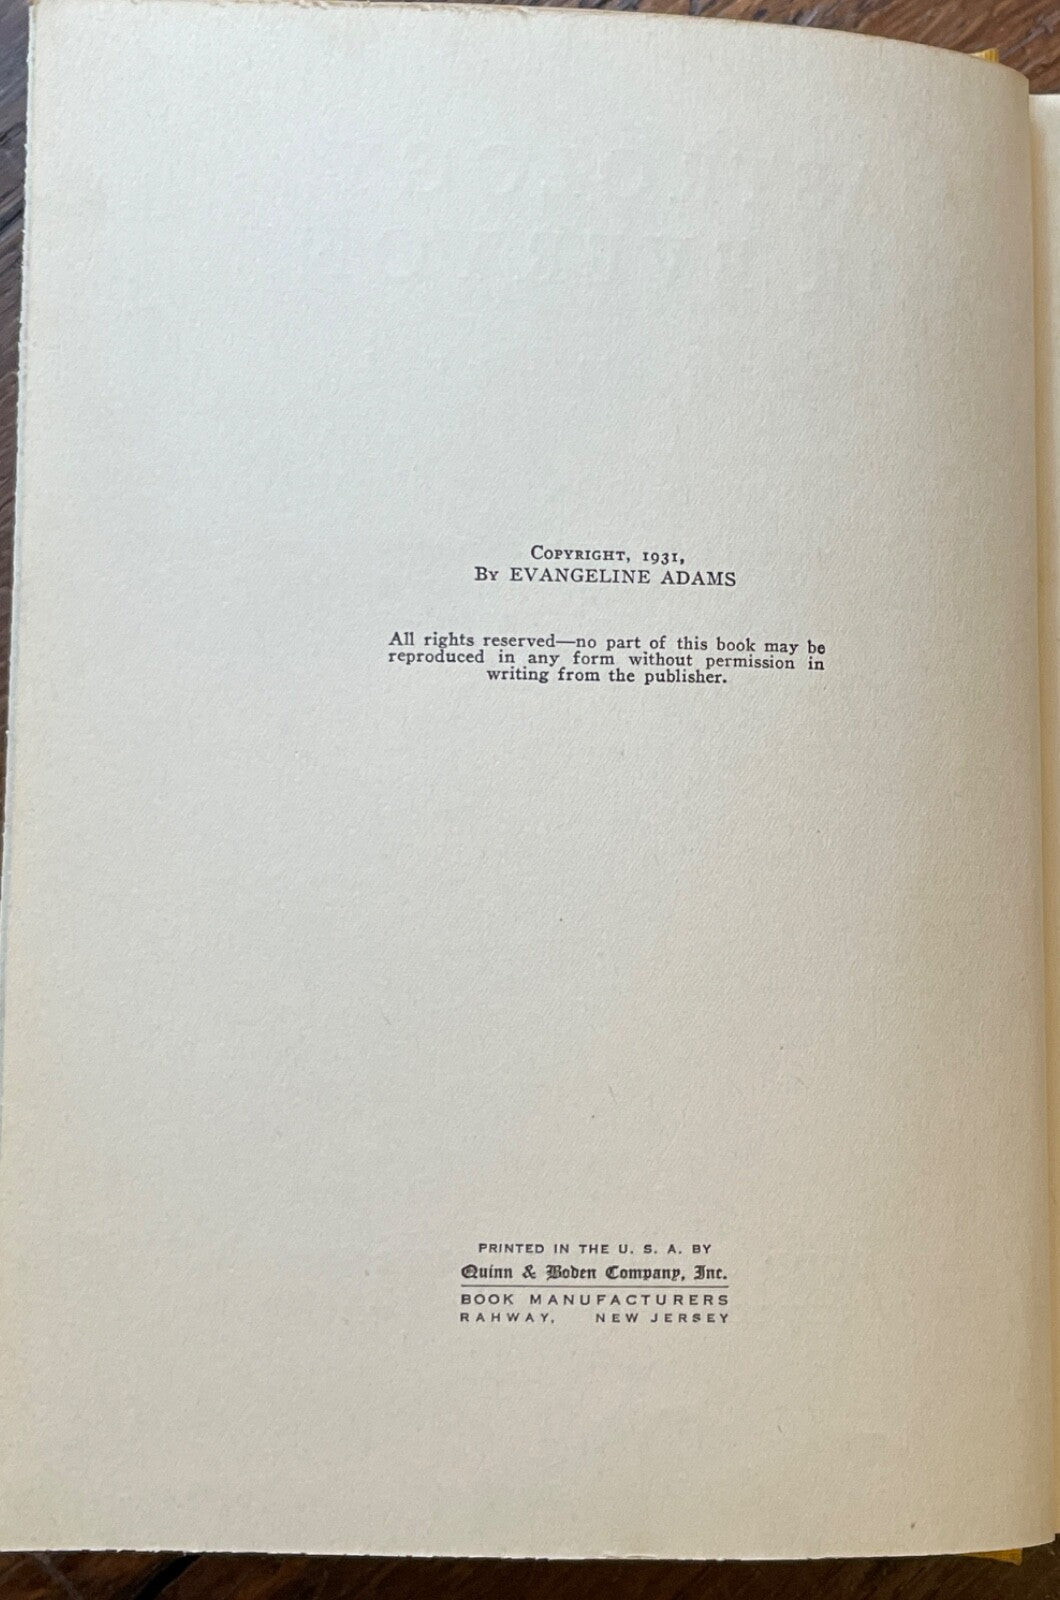 COPYRIGHT, 1931,
BY EVANGELINE ADAMS
All rights reserved—no part of this book may be
reproduced in any form without permission in
writing from the publisher.
PRINTED IN THE U. S. A. BY
Quinn & Boden Company, Inc.
BOOK MANUFACTURERS
RAHWAY, NEW JERSEY